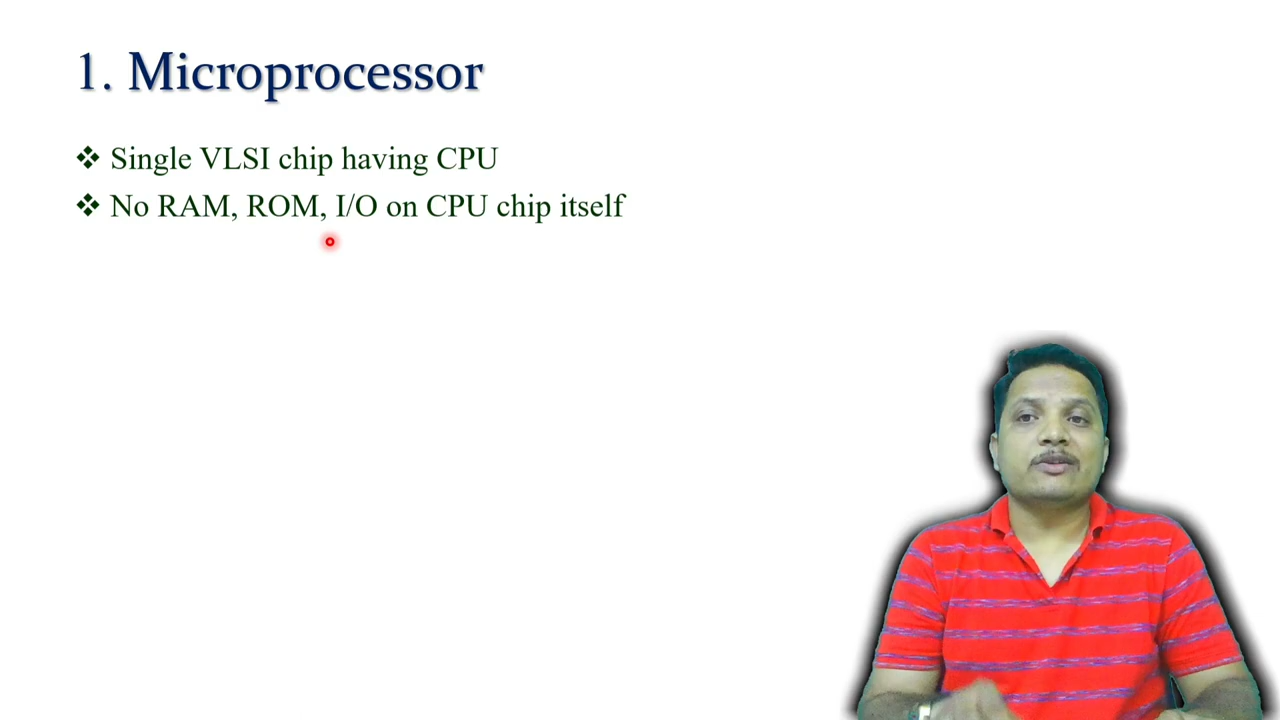 1. Microprocessor
❖ Single VLSI chip having CPU
❖ No RAM, ROM, I/O on CPU chip itself